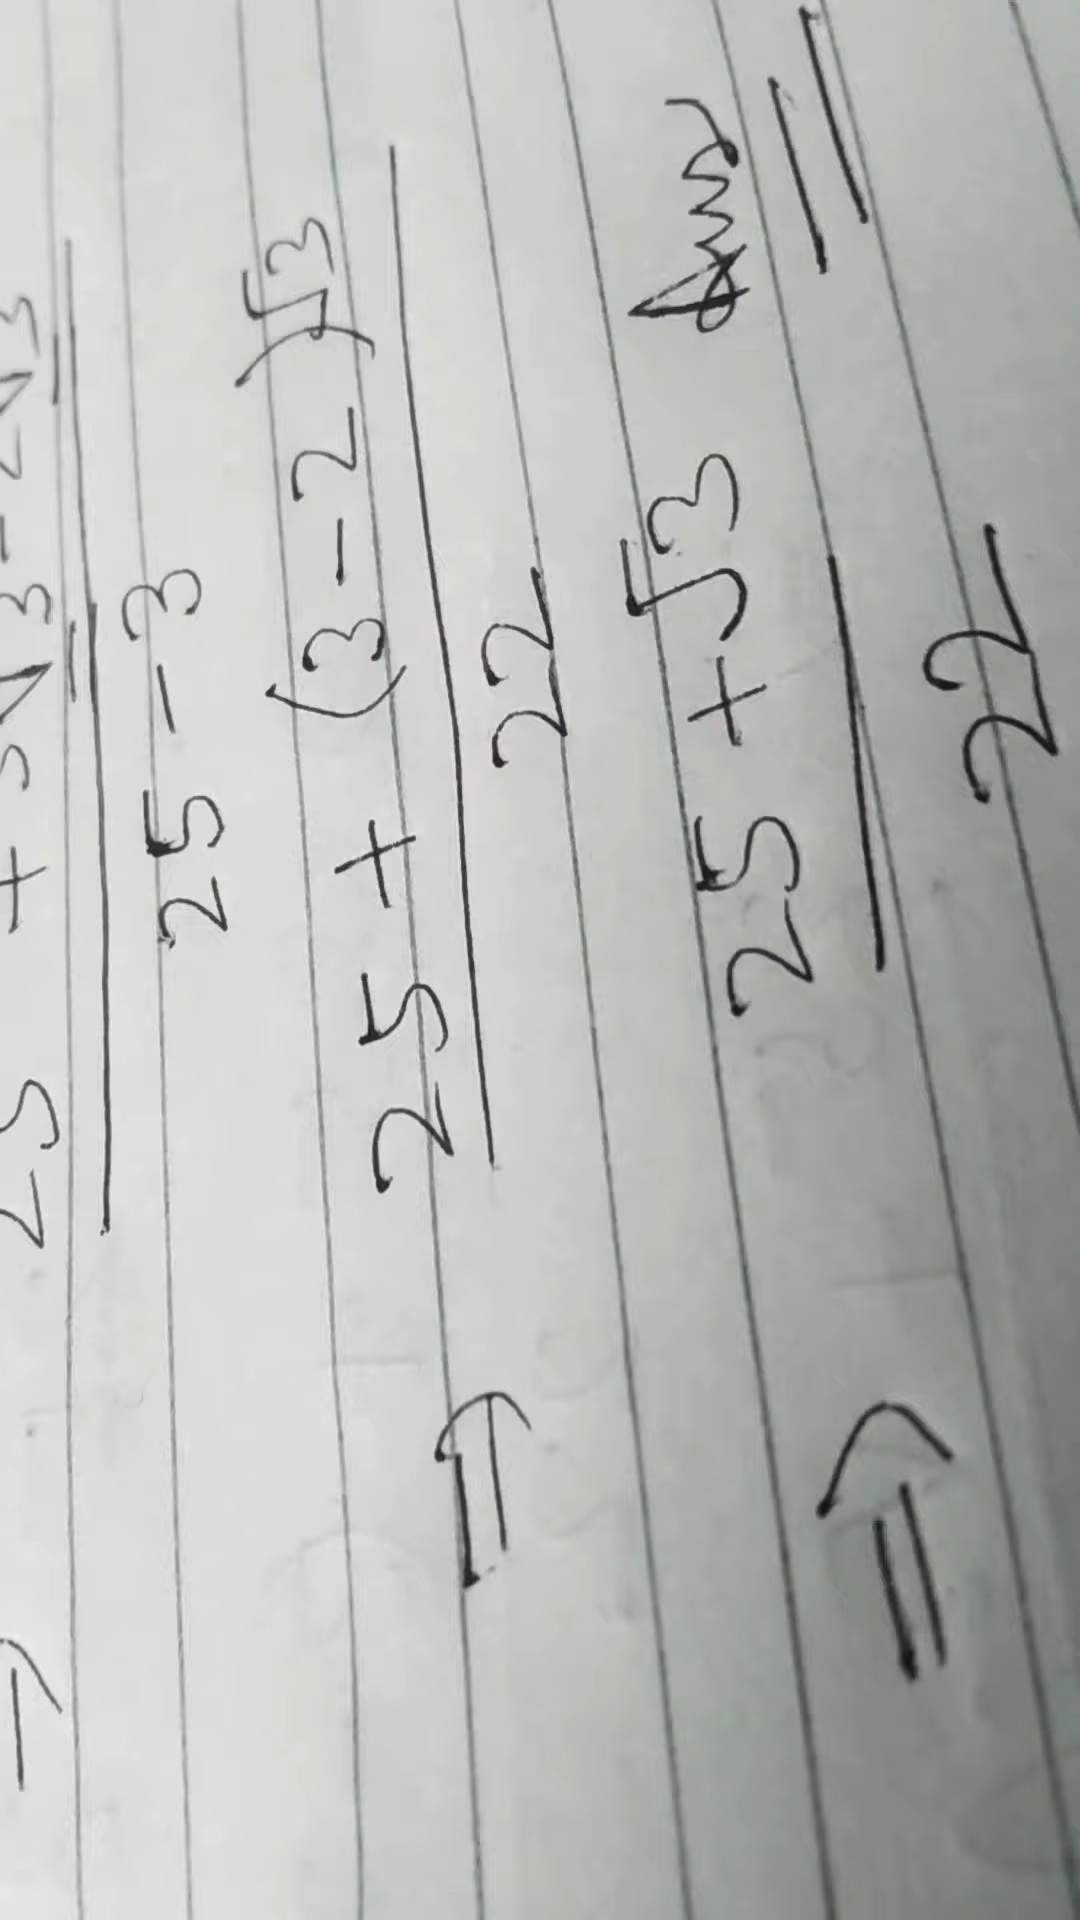 25 + 5√3 - 2√3
25 - 3
⇒ 25 + (3 - 2)√3
22
⇒ 25 + √3 Ans
22